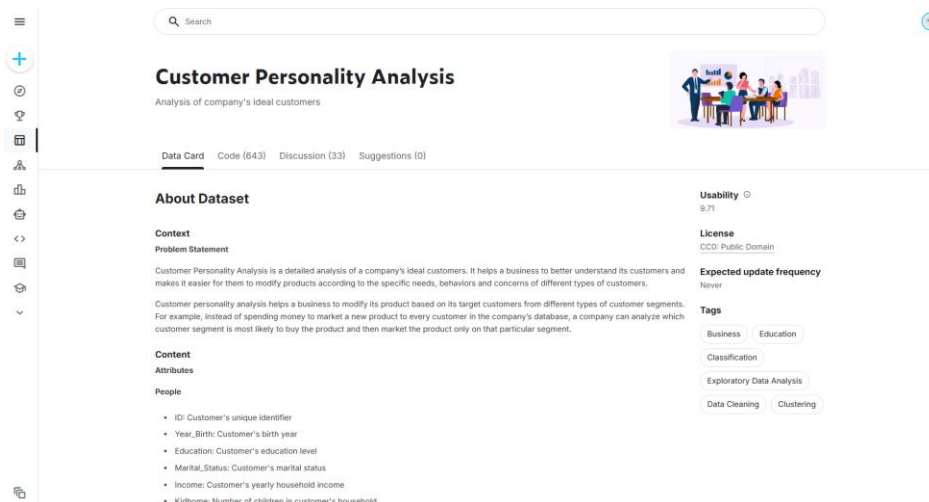 Search
Customer Personality Analysis
Analysis of company's ideal customers
Data Card Code (643) Discussion (33) Suggestions (0)
About Dataset
Context
Problem Statement
Customer Personality Analysis is a detailed analysis of a company's ideal customers. It helps a business to better understand its customers and
makes it easier for them to modify products according to the specific needs, behaviors and concerns of different types of customers.
Customer personality analysis helps a business to modify its product based on its target customers from different types of customer segments.
For example, instead of spending money to market a new product to every customer in the company's database, a company can analyze which
customer segment is most likely to buy the product and then market the product only on that particular segment.
Content
Attributes
People
• ID: Customer's unique identifier
• Year_Birth: Customer's birth year
• Education: Customer's education level
• Marital_Status: Customer's marital status
• Income: Customer's yearly household income
• Kidhome: Number of children in customer's household
Usability
9.71
License
CC0: Public Domain
Expected update frequency
Never
Tags
Business Education
Classification
Exploratory Data Analysis
Data Cleaning Clustering